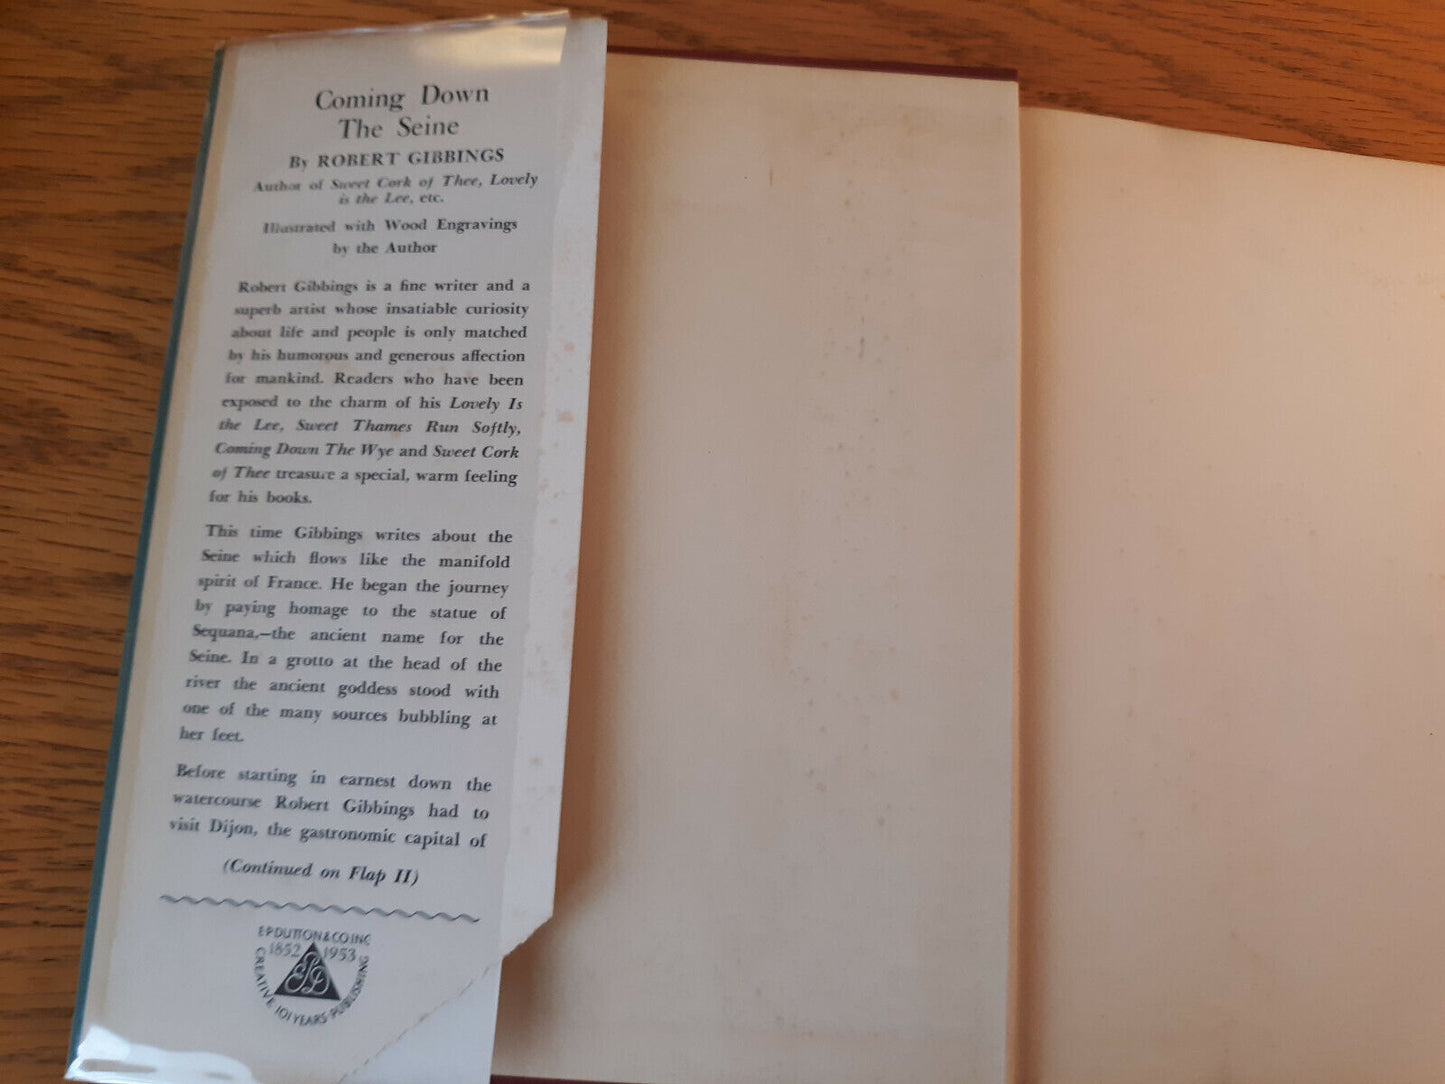 Coming Down
The Seine
By ROBERT GIBBINGS
Author of Sweet Cork of Thee, Lovely
is the Lee, etc.
Illustrated with Wood Engravings
by the Author
Robert Gibbings is a fine writer and a
superb artist whose insatiable curiosity
about life and people is only matched
by his humorous and generous affection
for mankind. Readers who have been
exposed to the charm of his Lovely Is
the Lee, Sweet Thames Run Softly,
Coming Down The Wye and Sweet Cork
of Thee treasure a special, warm feeling
for his books.
This time Gibbings writes about the
Seine which flows like the manifold
spirit of France. He began the journey
by paying homage to the statue of
Sequana,—the ancient name for the
Seine. In a grotto at the head of the
river the ancient goddess stood with
one of the many sources bubbling at
her feet.
Before starting in earnest down the
watercourse Robert Gibbings had to
visit Dijon, the gastronomic capital of
(Continued on Flap II)
E·P·DUTTON & CO. INC
1852 1953
EPD
CREATIVE 101 YEARS PUBLISHING